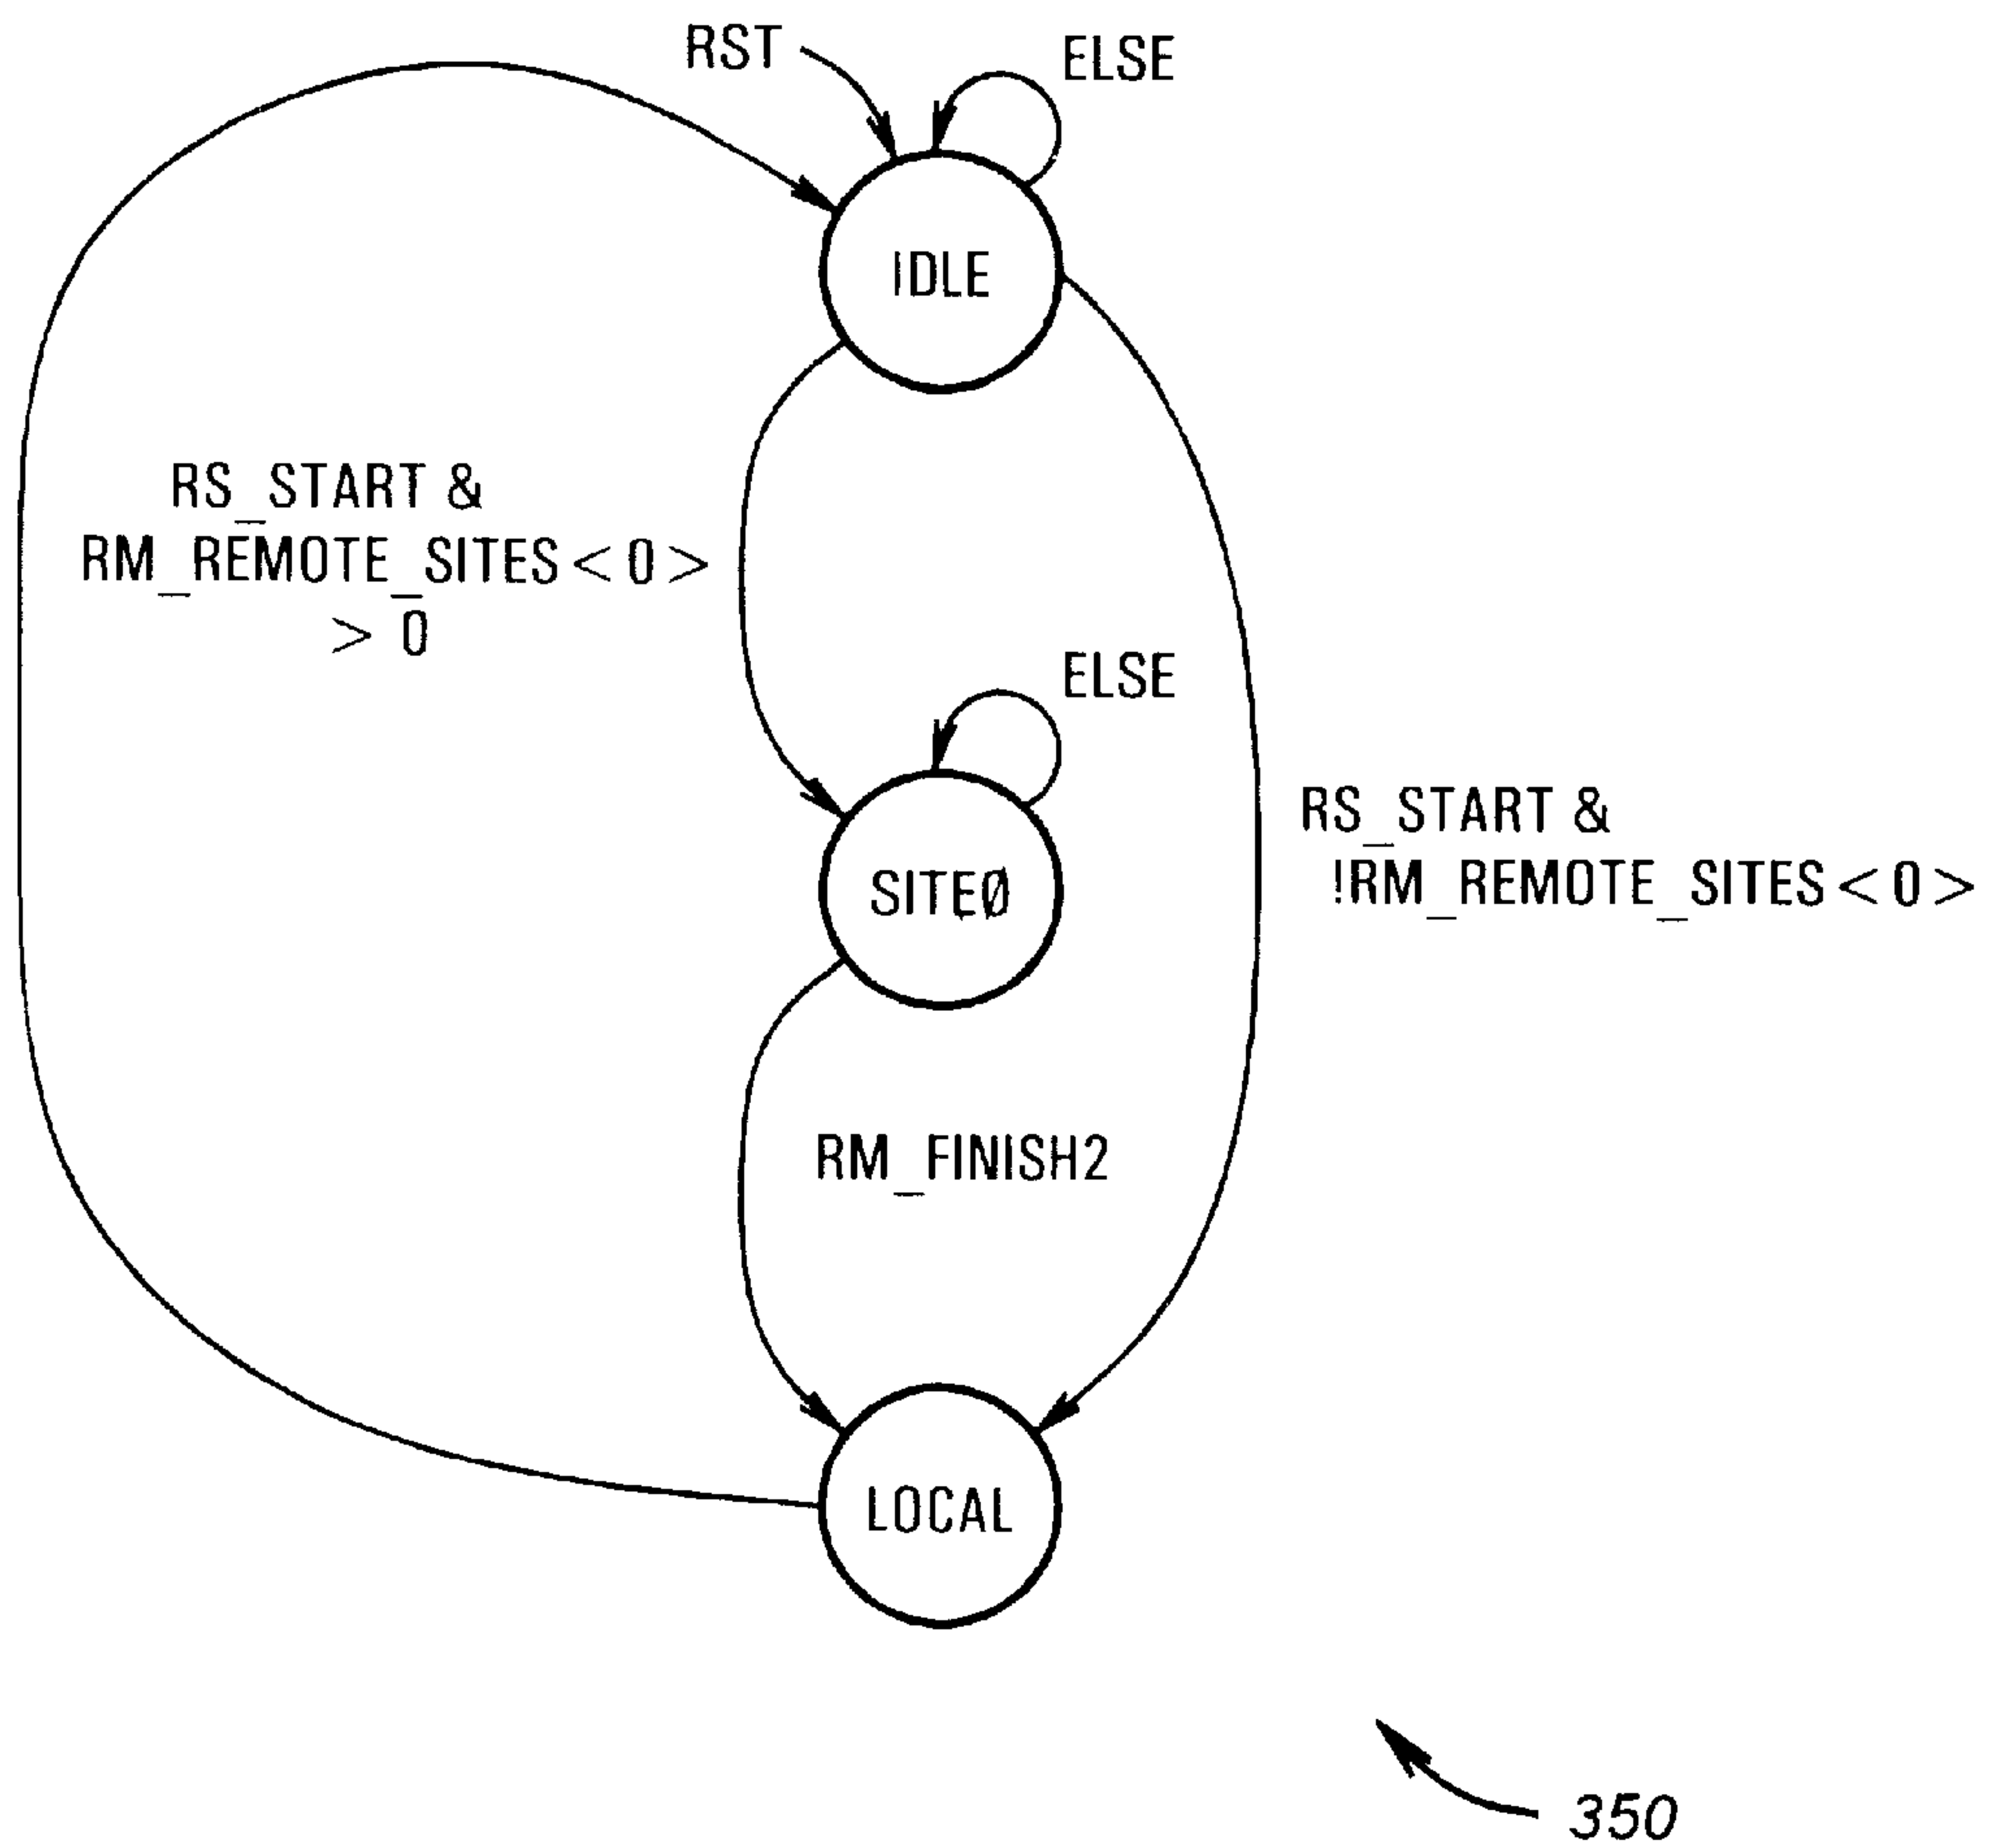 RST
ELSE
IDLE
RS_START &
RM_REMOTE_SITES<0>
> 0
ELSE
SITEØ
RS_START &
!RM_REMOTE_SITES<0>
RM_FINISH2
LOCAL
350